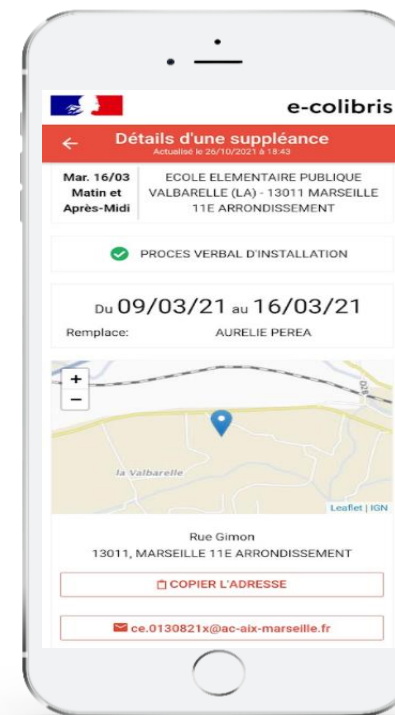 e-colibris
Détails d'une suppléance
Actualisé le 26/10/2021 à 18:43
Mar. 16/03
Matin et
Après-Midi
ECOLE ELEMENTAIRE PUBLIQUE
VALBARELLE (LA) - 13011 MARSEILLE
11E ARRONDISSEMENT
PROCES VERBAL D'INSTALLATION
Du 09/03/21 au 16/03/21
Remplace: AURELIE PEREA
+
−
D2B
la Valbarelle
Leaflet | IGN
Rue Gimon
13011, MARSEILLE 11E ARRONDISSEMENT
COPIER L'ADRESSE
ce.0130821x@ac-aix-marseille.fr